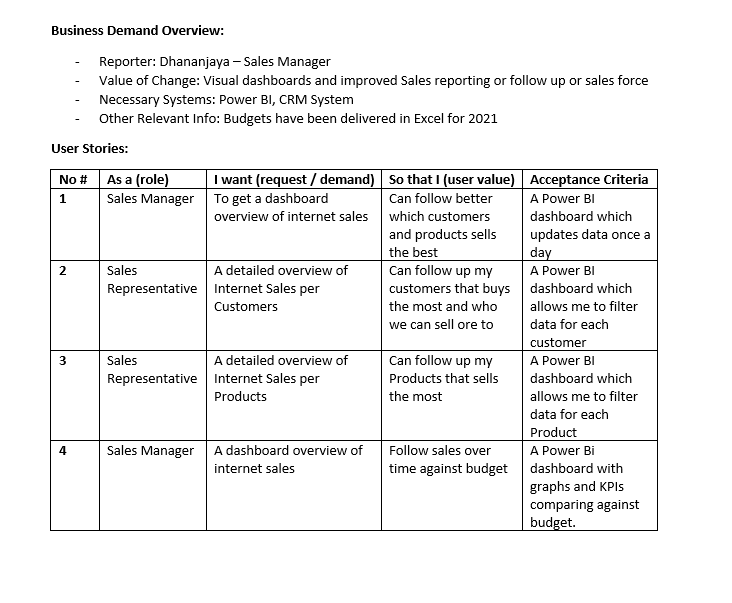 Business Demand Overview:
- Reporter: Dhananjaya – Sales Manager
- Value of Change: Visual dashboards and improved Sales reporting or follow up or sales force
- Necessary Systems: Power BI, CRM System
- Other Relevant Info: Budgets have been delivered in Excel for 2021
User Stories:
No # As a (role) I want (request / demand) So that I (user value) Acceptance Criteria
1
Sales Manager
To get a dashboard
overview of internet sales
Can follow better
which customers
and products sells
the best
A Power BI
dashboard which
updates data once a
day
2
Sales
Representative
A detailed overview of
Internet Sales per
Customers
Can follow up my
customers that buys
the most and who
we can sell ore to
A Power BI
dashboard which
allows me to filter
data for each
customer
3
Sales
Representative
A detailed overview of
Internet Sales per
Products
Can follow up my
Products that sells
the most
A Power BI
dashboard which
allows me to filter
data for each
Product
4
Sales Manager
A dashboard overview of
internet sales
Follow sales over
time against budget
A Power Bi
dashboard with
graphs and KPIs
comparing against
budget.